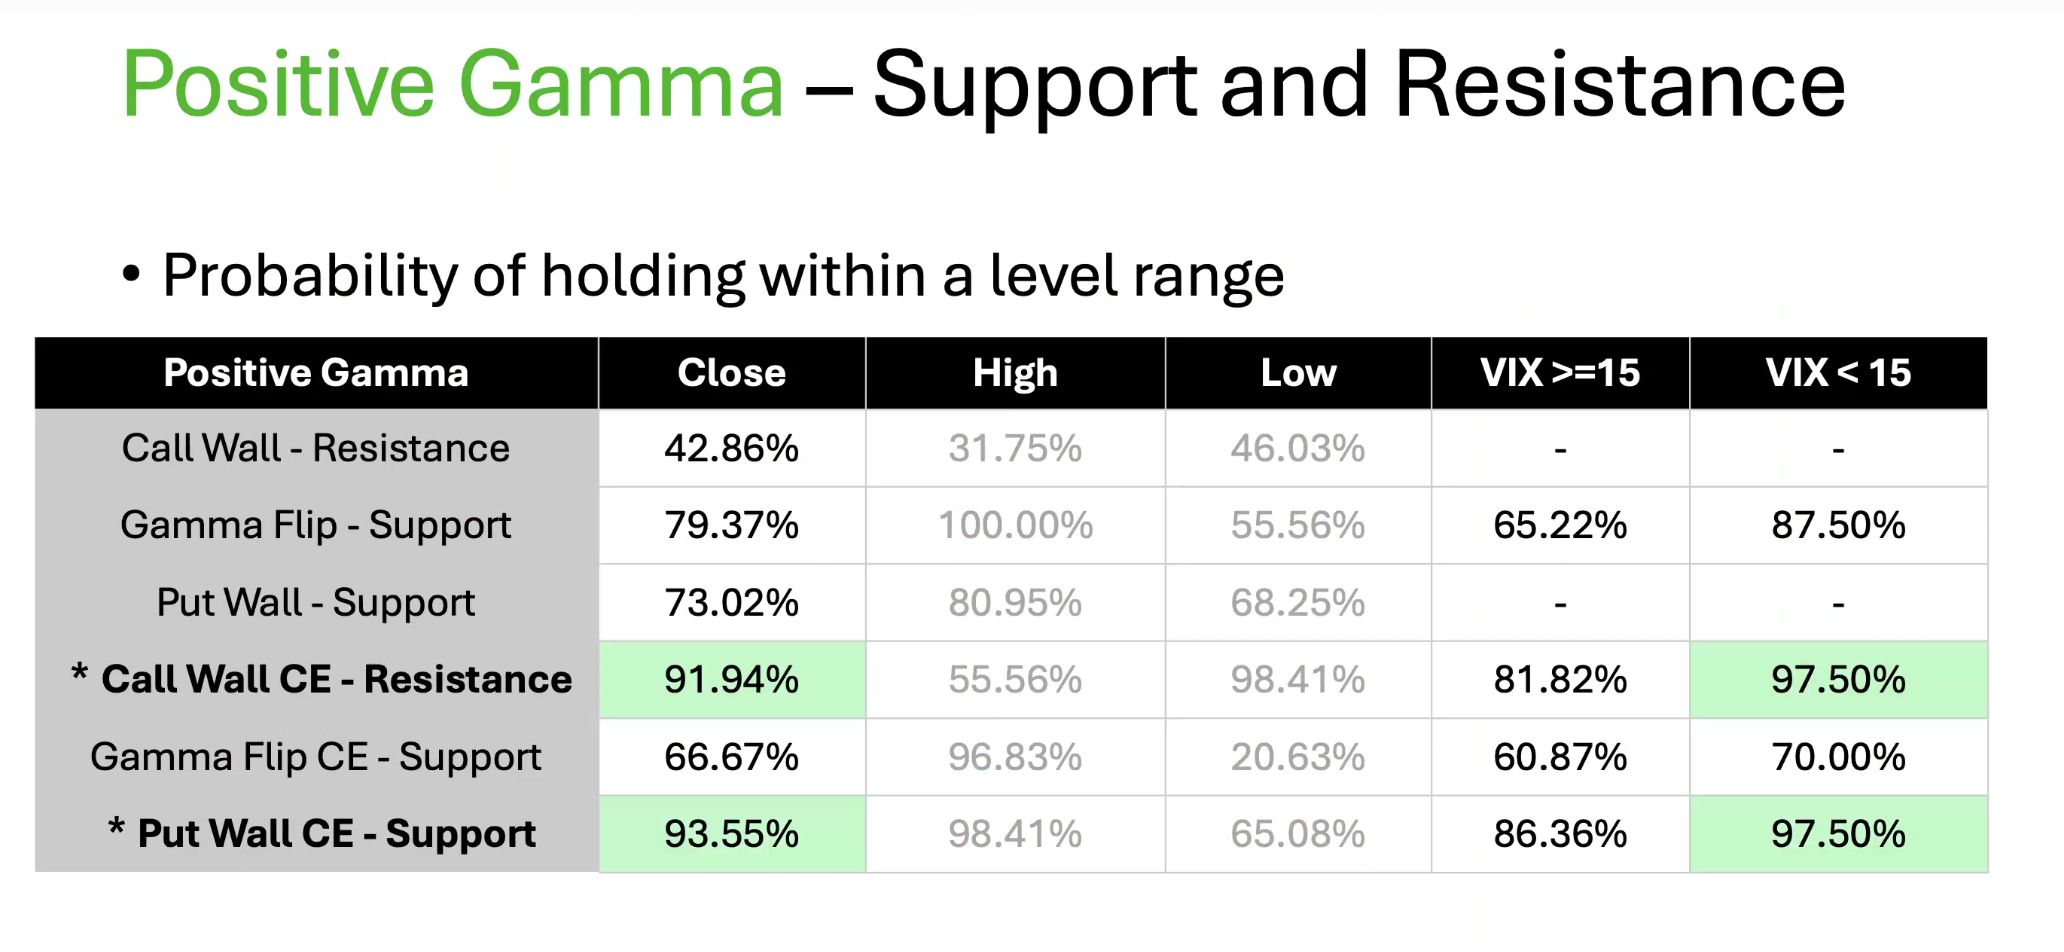 Positive Gamma – Support and Resistance
• Probability of holding within a level range
Positive Gamma Close High Low VIX >=15 VIX < 15
Call Wall - Resistance 42.86% 31.75% 46.03% - -
Gamma Flip - Support 79.37% 100.00% 55.56% 65.22% 87.50%
Put Wall - Support 73.02% 80.95% 68.25% - -
* Call Wall CE - Resistance 91.94% 55.56% 98.41% 81.82% 97.50%
Gamma Flip CE - Support 66.67% 96.83% 20.63% 60.87% 70.00%
* Put Wall CE - Support 93.55% 98.41% 65.08% 86.36% 97.50%